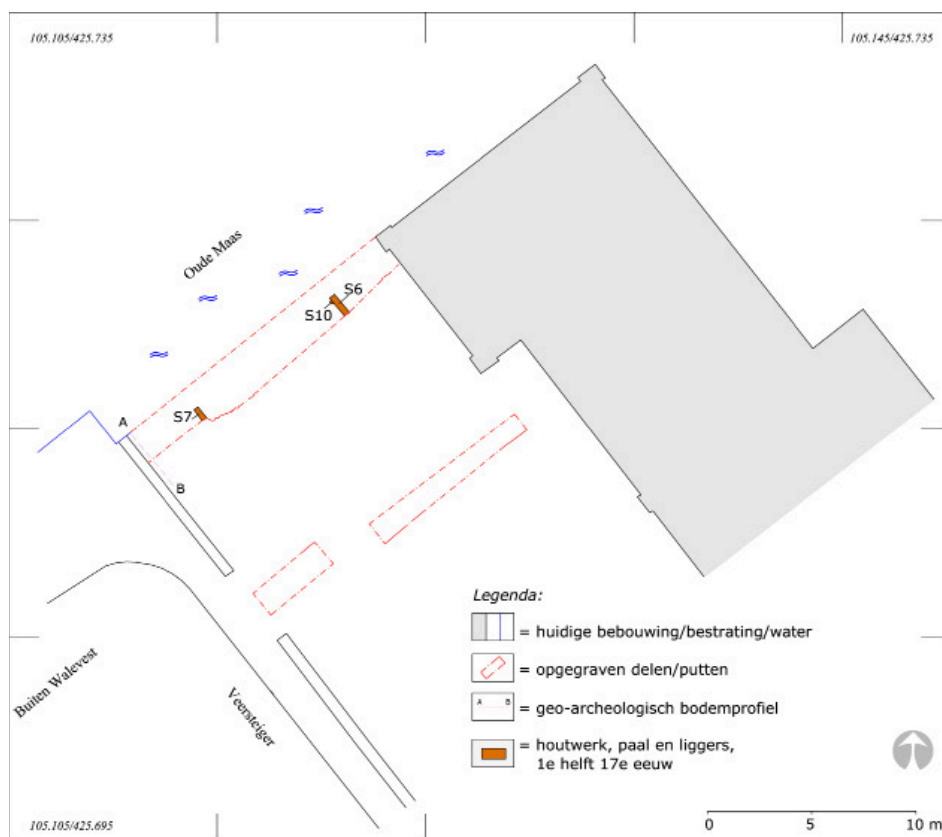 105.105/425.735
105.145/425.735
Oude Maas
S6
S10
S7
A
B
Buiten Walevest
Veersteiger
Legenda:
= huidige bebouwing/bestrating/water
= opgegraven delen/putten
A B
= geo-archeologisch bodemprofiel
= houtwerk, paal en liggers,
1e helft 17e eeuw
105.105/425.695
0 5 10 m